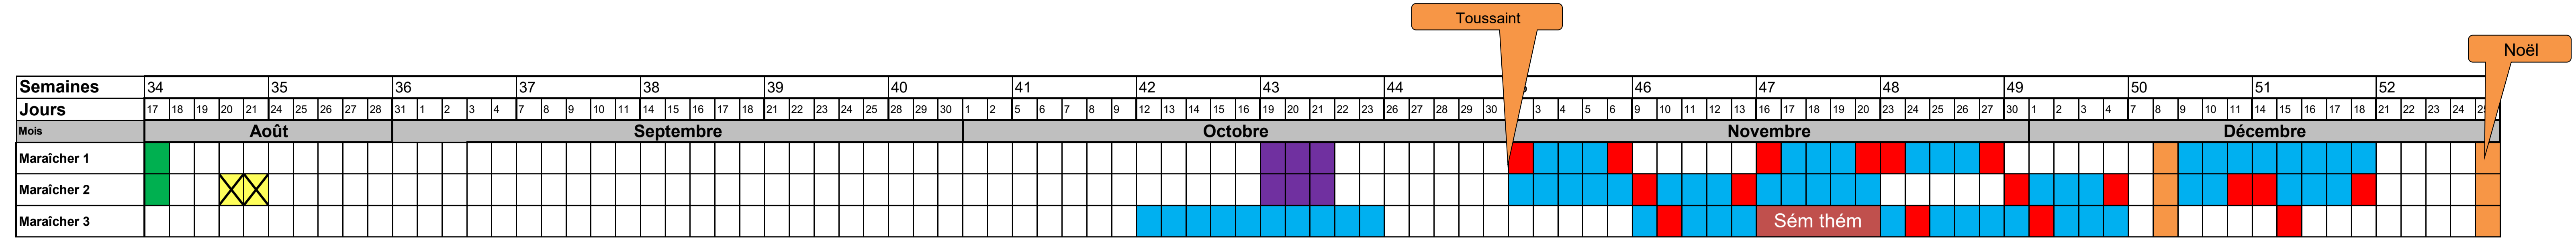 Toussaint
Noël
Semaines 34 35 36 37 38 39 40 41 42 43 44 46 47 48 49 50 51 52
Jours 17 18 19 20 21 24 25 26 27 28 31 1 2 3 4 7 8 9 10 11 14 15 16 17 18 21 22 23 24 25 28 29 30 1 2 5 6 7 8 9 12 13 14 15 16 19 20 21 22 23 26 27 28 29 30 3 4 5 6 9 10 11 12 13 16 17 18 19 20 23 24 25 26 27 30 1 2 3 4 7 8 9 10 11 14 15 16 17 18 21 22 23 24 25
Mois Août Septembre Octobre Novembre Décembre
Maraîcher 1
Maraîcher 2
Maraîcher 3 Sém thém